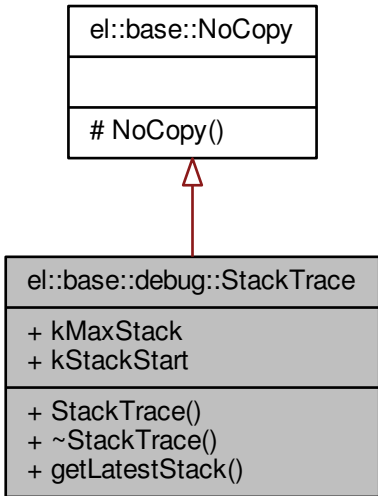 el::base::NoCopy
# NoCopy()
el::base::debug::StackTrace
+ kMaxStack
+ kStackStart
+ StackTrace()
+ ~StackTrace()
+ getLatestStack()